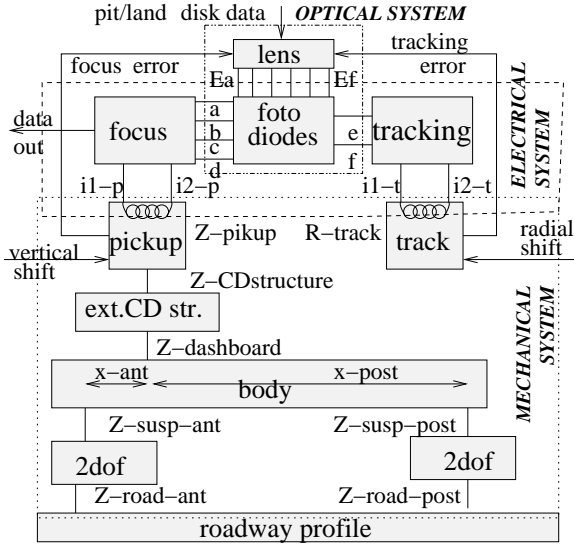 pit/land disk data OPTICAL SYSTEM
lens
tracking
focus error
error
Ea
Ef
ELECTRICAL SYSTEM
focus
foto
diodes
tracking
a
b
c
d
e
f
data
out
i1-p
i2-p
i1-t
i2-t
pickup
Z-pikup
R-track
track
vertical
shift
radial
shift
Z-CDstructure
ext.CD str.
MECHANICAL SYSTEM
Z-dashboard
x-ant
x-post
body
Z-susp-ant
Z-susp-post
2dof
2dof
Z-road-ant
Z-road-post
roadway profile